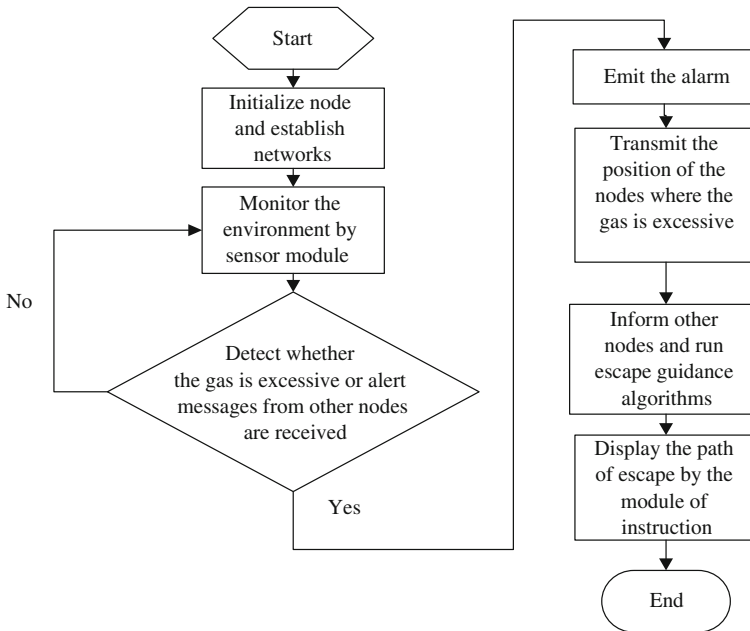 Start
Initialize node
and establish
networks
Monitor the
environment by
sensor module
No
Detect whether
the gas is excessive or alert
messages from other nodes
are received
Yes
Emit the alarm
Transmit the
position of the
nodes where the
gas is excessive
Inform other
nodes and run
escape guidance
algorithms
Display the path
of escape by the
module of
instruction
End